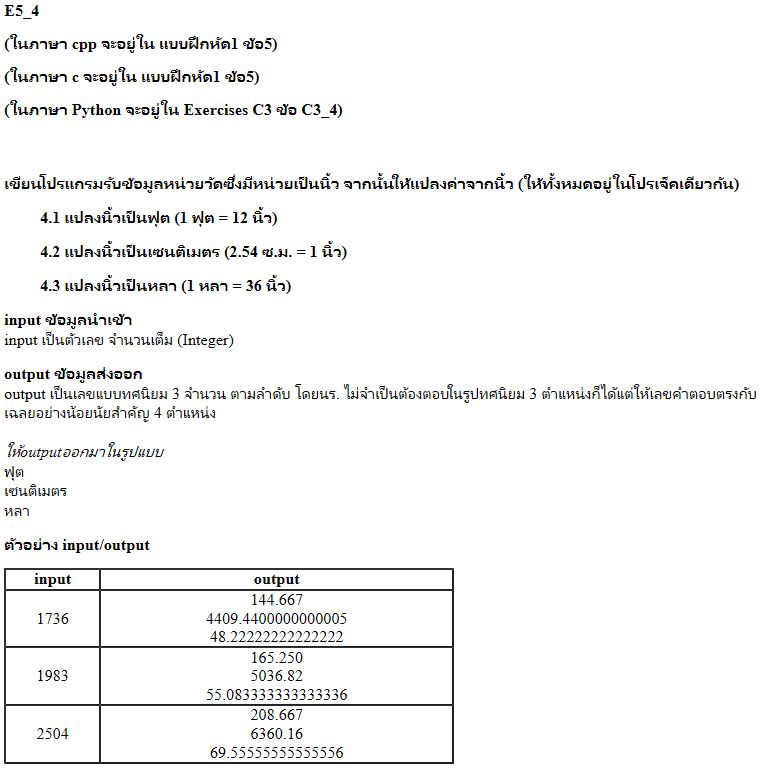 E5_4
(ในภาษา cpp จะอยู่ใน แบบฝึกหัด1 ข้อ5)
(ในภาษา c จะอยู่ใน แบบฝึกหัด1 ข้อ5)
(ในภาษา Python จะอยู่ใน Exercises C3 ข้อ C3_4)
เขียนโปรแกรมรับข้อมูลหน่วยวัดซึ่งมีหน่วยเป็นนิ้ว จากนั้นให้แปลงค่าจากนิ้ว (ให้ทั้งหมดอยู่ในโปรเจ็คเดียวกัน)
4.1 แปลงนิ้วเป็นฟุต (1 ฟุต = 12 นิ้ว)
4.2 แปลงนิ้วเป็นเซนติเมตร (2.54 ซ.ม. = 1 นิ้ว)
4.3 แปลงนิ้วเป็นหลา (1 หลา = 36 นิ้ว)
input ข้อมูลนำเข้า
input เป็นตัวเลข จำนวนเต็ม (Integer)
output ข้อมูลส่งออก
output เป็นเลขแบบทศนิยม 3 จำนวน ตามลำดับ โดยนร. ไม่จำเป็นต้องตอบในรูปทศนิยม 3 ตำแหน่งก็ได้แต่ให้เลขคำตอบตรงกับ
เฉลยอย่างน้อยนัยสำคัญ 4 ตำแหน่ง
ให้outputออกมาในรูปแบบ
ฟุต
เซนติเมตร
หลา
ตัวอย่าง input/output
input output
1736 144.667
4409.4400000000005
48.22222222222222
1983 165.250
5036.82
55.083333333333336
2504 208.667
6360.16
69.55555555555556